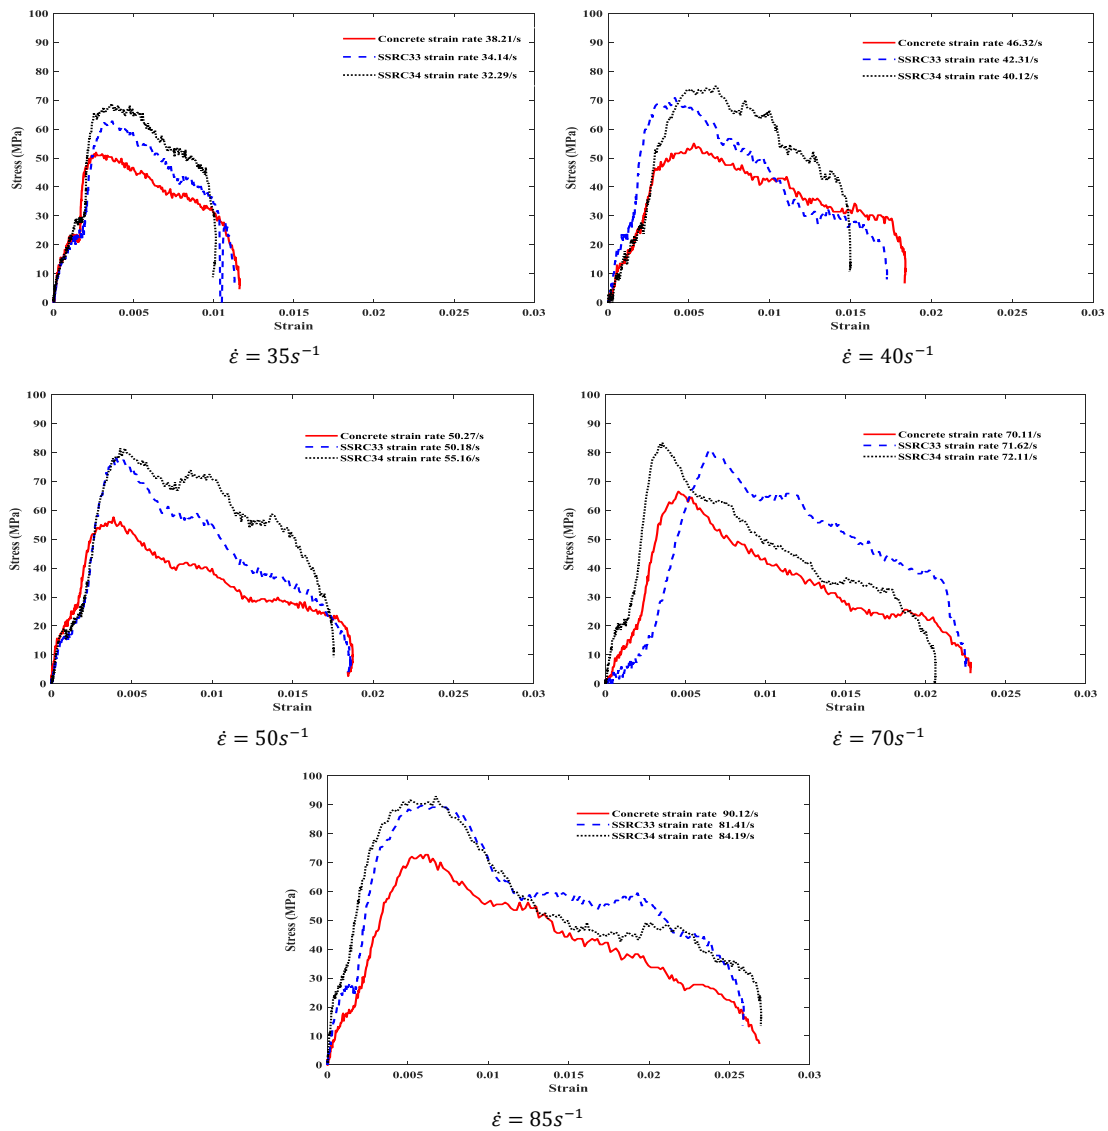 100
90
80
70
60
50
40
30
20
10
0
Stress (MPa)
Concrete strain rate 38.21/s
SSRC33 strain rate 34.14/s
SSRC34 strain rate 32.29/s
0 0.005 0.01 0.015 0.02 0.025 0.03
Strain
ε̇ = 35s⁻¹
100
90
80
70
60
50
40
30
20
10
0
Stress (MPa)
Concrete strain rate 46.32/s
SSRC33 strain rate 42.31/s
SSRC34 strain rate 40.12/s
0 0.005 0.01 0.015 0.02 0.025 0.03
Strain
ε̇ = 40s⁻¹
100
90
80
70
60
50
40
30
20
10
0
Stress (MPa)
Concrete strain rate 50.27/s
SSRC33 strain rate 50.18/s
SSRC34 strain rate 55.16/s
0 0.005 0.01 0.015 0.02 0.025 0.03
Strain
ε̇ = 50s⁻¹
100
90
80
70
60
50
40
30
20
10
0
Stress (MPa)
Concrete strain rate 70.11/s
SSRC33 strain rate 71.62/s
SSRC34 strain rate 72.11/s
0 0.005 0.01 0.015 0.02 0.025 0.03
Strain
ε̇ = 70s⁻¹
100
90
80
70
60
50
40
30
20
10
0
Stress (MPa)
Concrete strain rate 90.12/s
SSRC33 strain rate 81.41/s
SSRC34 strain rate 84.19/s
0 0.005 0.01 0.015 0.02 0.025 0.03
Strain
ε̇ = 85s⁻¹